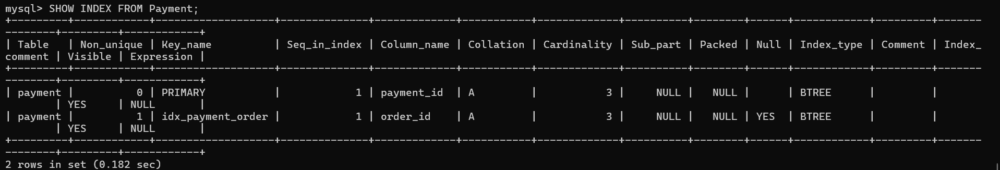 mysql> SHOW INDEX FROM Payment;
+---------+------------+-------------------+--------------+-------------+-----------+-------------+----------+--------+------+------------+---------+-------
--------+---------+------------+
| Table   | Non_unique | Key_name          | Seq_in_index | Column_name | Collation | Cardinality | Sub_part | Packed | Null | Index_type | Comment | Index_
comment | Visible | Expression |
+---------+------------+-------------------+--------------+-------------+-----------+-------------+----------+--------+------+------------+---------+-------
--------+---------+------------+
| payment |          0 | PRIMARY           |            1 | payment_id  | A         |           3 |     NULL |   NULL |      | BTREE      |         |
        | YES     | NULL       |
| payment |          1 | idx_payment_order |            1 | order_id    | A         |           3 |     NULL |   NULL | YES  | BTREE      |         |
        | YES     | NULL       |
+---------+------------+-------------------+--------------+-------------+-----------+-------------+----------+--------+------+------------+---------+-------
--------+---------+------------+
2 rows in set (0.182 sec)